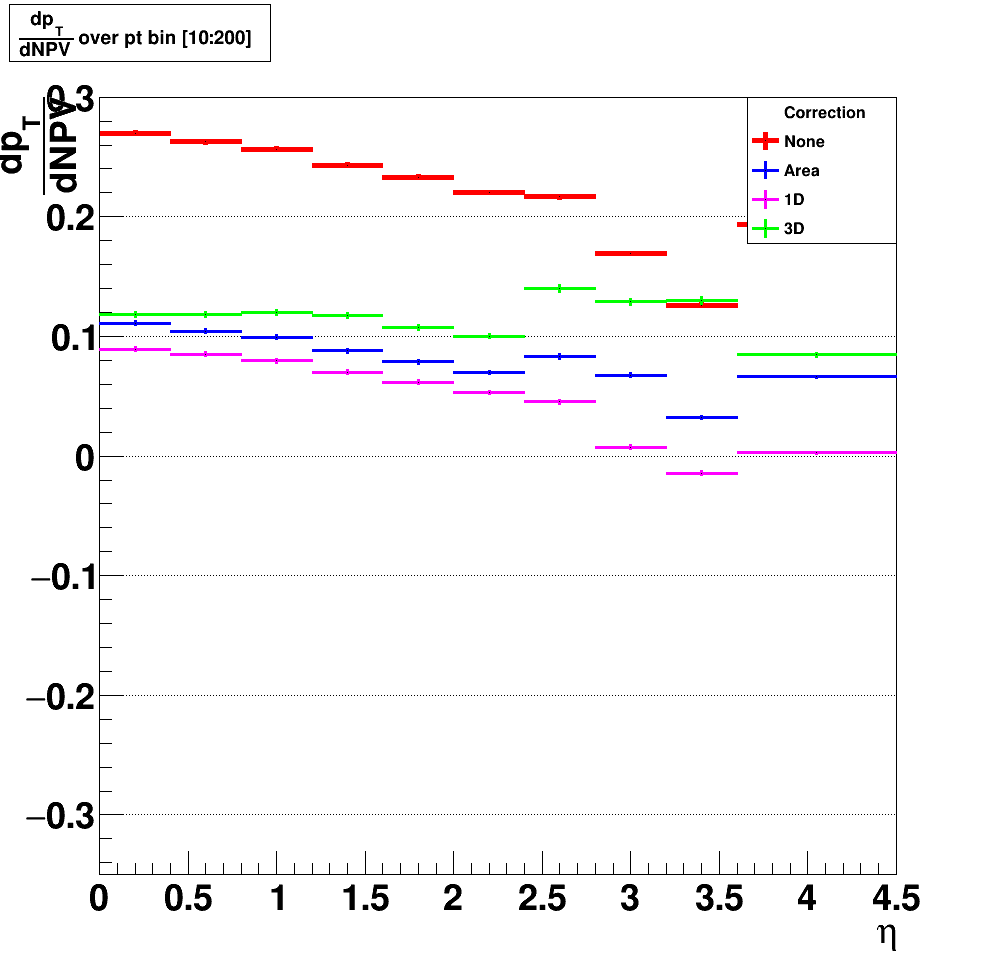 dp_T
dNPV over pt bin [10:200]
dp_T
dNPV
0.3
0.2
0.1
0
−0.1
−0.2
−0.3
Correction
None
Area
1D
3D
0 0.5 1 1.5 2 2.5 3 3.5 4 4.5
η